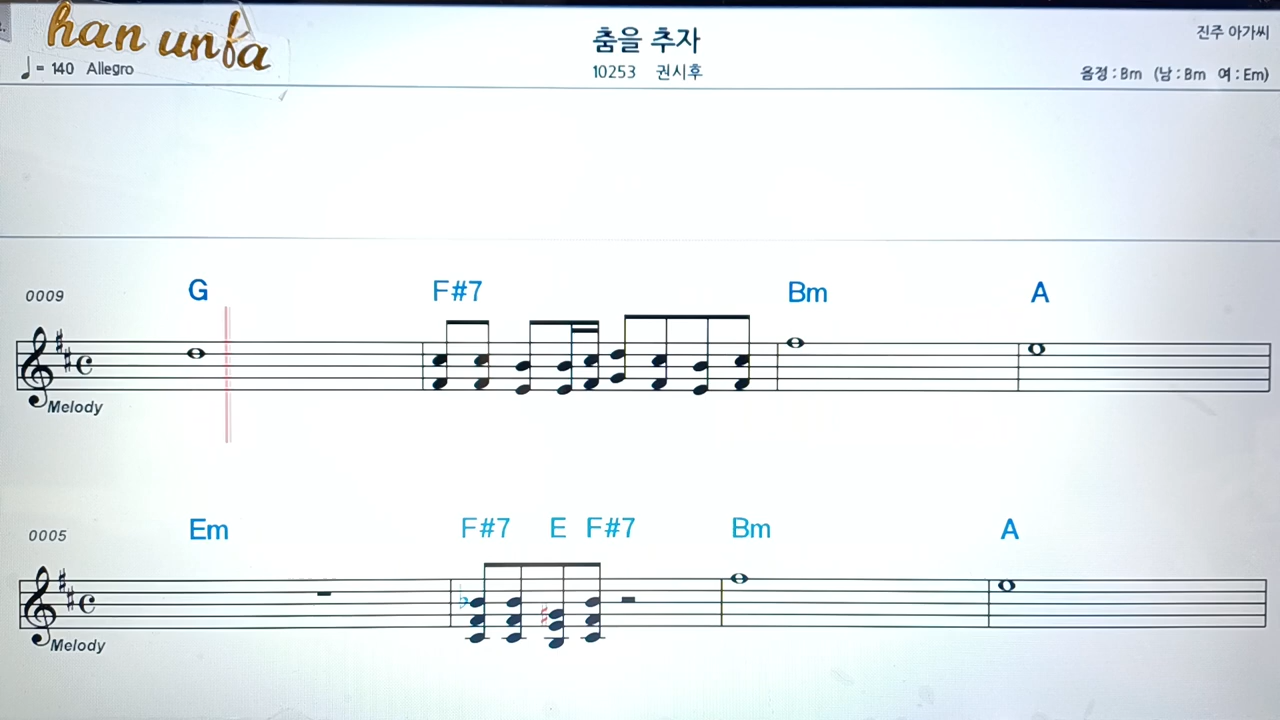 han unfa
춤을 추자
진주 아가씨
♩= 140 Allegro
10253 권시후
음정 : Bm (남 : Bm 여 : Em)
0009 G F#7 Bm A
Melody
0005 Em F#7 E F#7 Bm A
Melody